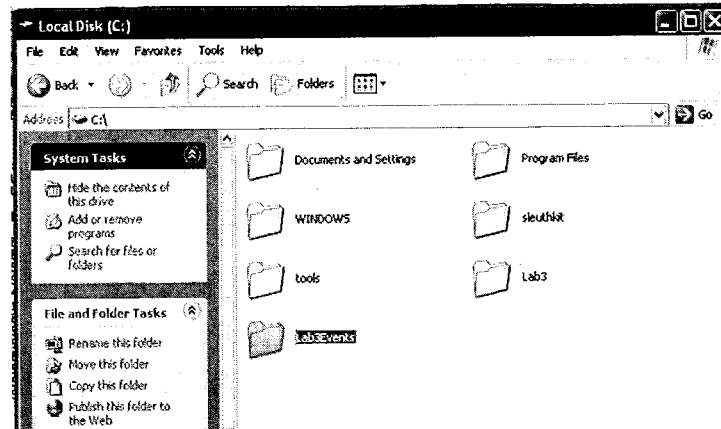 Local Disk (C:)
File Edit View Favorites Tools Help
Back Search Folders
Address C:\ Go
System Tasks
Hide the contents of
this drive
Add or remove
programs
Search for files or
folders
File and Folder Tasks
Rename this folder
Move this folder
Copy this folder
Publish this folder to
the Web
Documents and Settings
Program Files
WINDOWS
sleuthkit
tools
Lab3
Lab3Events